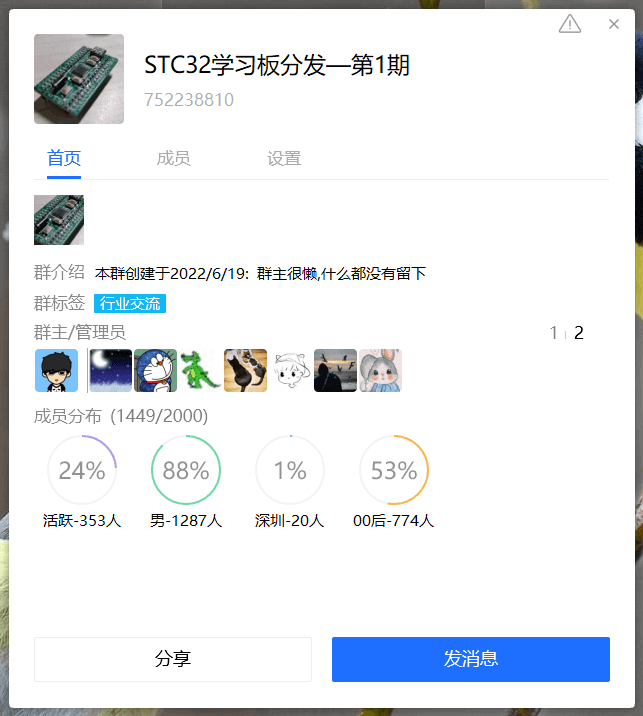 STC32学习板分发—第1期
752238810
首页 成员 设置
群介绍 本群创建于2022/6/19: 群主很懒,什么都没有留下
群标签 行业交流
群主/管理员 1 2
成员分布 (1449/2000)
24% 88% 1% 53%
活跃-353人 男-1287人 深圳-20人 00后-774人
分享 发消息